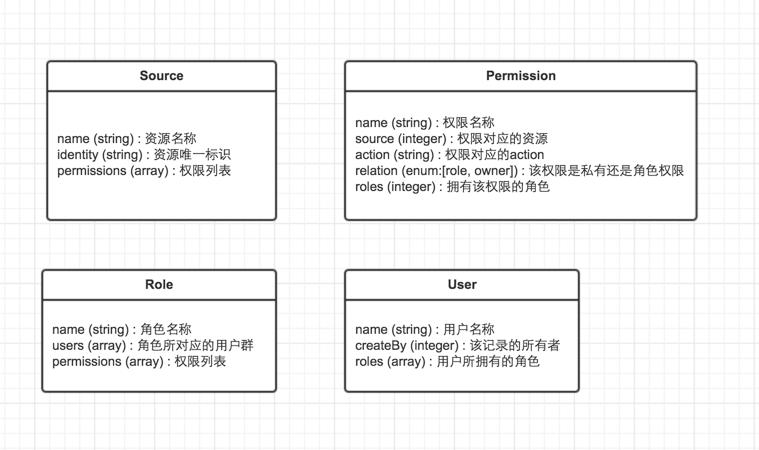 Source
name (string) : 资源名称
identity (string) : 资源唯一标识
permissions (array) : 权限列表
Permission
name (string) : 权限名称
source (integer) : 权限对应的资源
action (string) : 权限对应的action
relation (enum:[role, owner]) : 该权限是私有还是角色权限
roles (integer) : 拥有该权限的角色
Role
name (string) : 角色名称
users (array) : 角色所对应的用户群
permissions (array) : 权限列表
User
name (string) : 用户名称
createBy (integer) : 该记录的所有者
roles (array) : 用户所拥有的角色